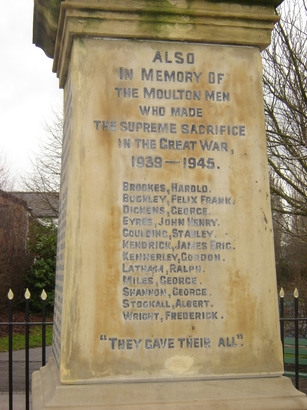 ALSO
IN MEMORY OF
THE MOULTON MEN
WHO MADE
THE SUPREME SACRIFICE
IN THE GREAT WAR,
1939—1945.
BROOKES, HAROLD.
BUCKLEY, FELIX FRANK.
DICKENS, GEORGE.
EYRES, JOHN HENRY.
GOULDING, STANLEY.
KENDRICK, JAMES ERIC.
KENNERLEY, GORDON.
LATHAM, RALPH.
MILES, GEORGE.
SHANNON, GEORGE.
STOCKALL, ALBERT.
WRIGHT, FREDERICK.
"THEY GAVE THEIR ALL".